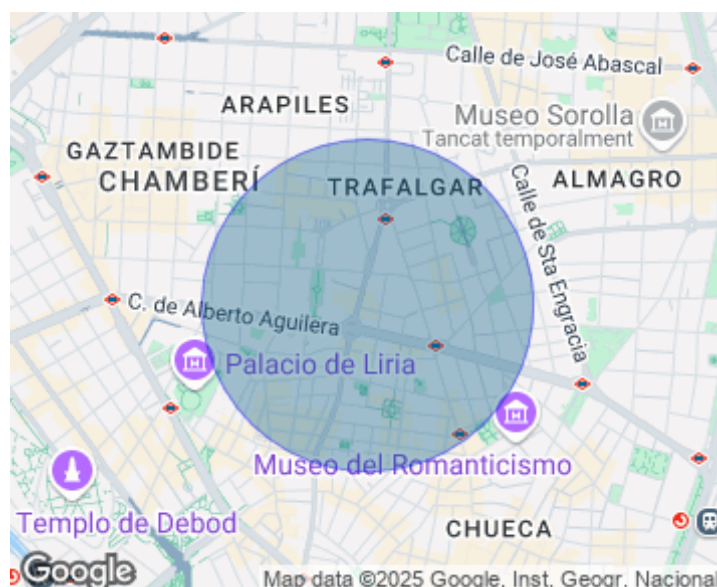 Calle de José Abascal
ARAPILES
Museo Sorolla
Tancat temporalment
GAZTAMBIDE
CHAMBERÍ
TRAFALGAR
ALMAGRO
Calle de Sta Engracia
C. de Alberto Aguilera
Palacio de Liria
Museo del Romanticismo
Templo de Debod
CHUECA
Google
Map data ©2025 Google, Inst. Geogr. Nacional